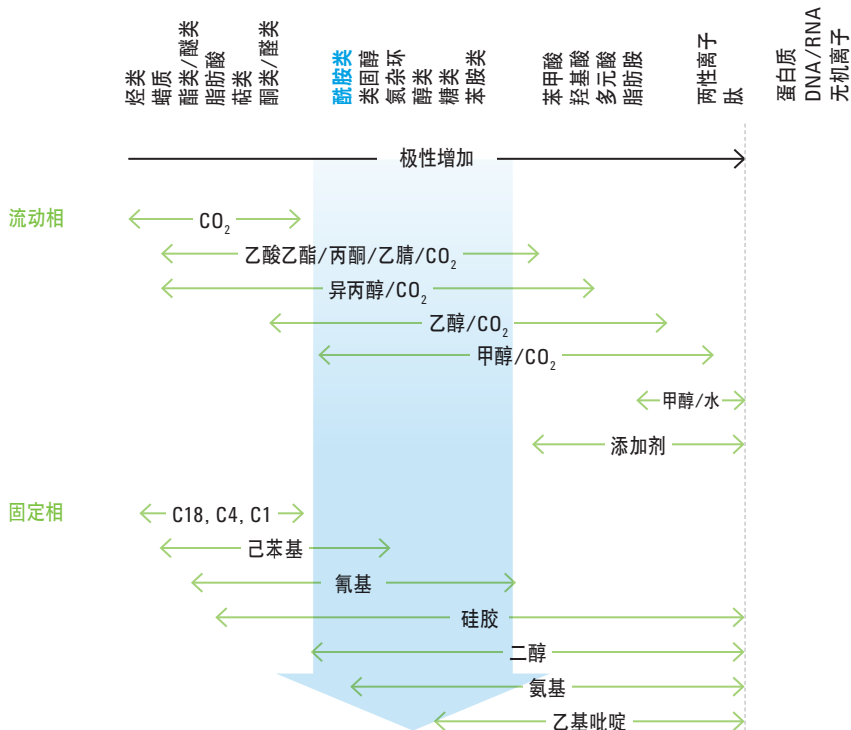 烃类
蜡质
酯类/醚类
脂肪酸
萜类
酮类/醛类
酰胺类
类固醇
氮杂环
醇类
糖类
苯胺类
苯甲酸
羟基酸
多元酸
脂肪胺
两性离子
肽
蛋白质
DNA/RNA
无机离子
极性增加
流动相
CO₂
乙酸乙酯/丙酮/乙腈/CO₂
异丙醇/CO₂
乙醇/CO₂
甲醇/CO₂
甲醇/水
添加剂
固定相
C18, C4, C1
己苯基
氰基
硅胶
二醇
氨基
乙基吡啶